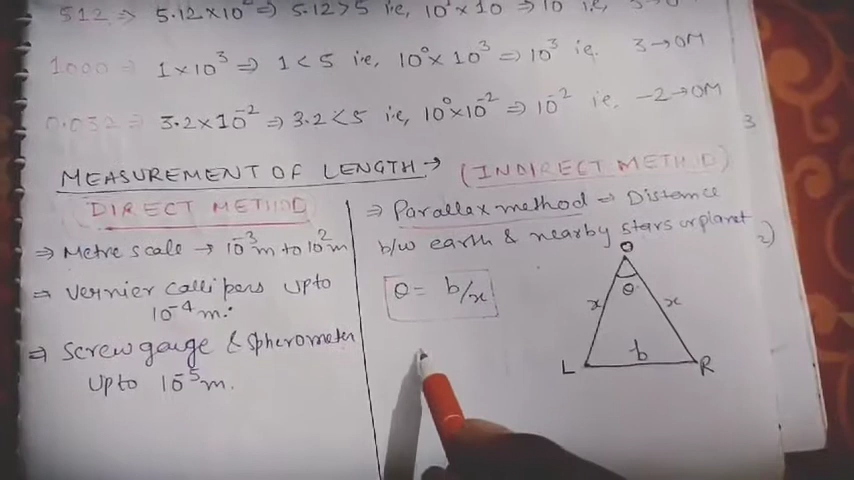 512 ⇒ 5.12×10² ⇒ 5.12>5 ie, 10¹×10 ⇒ 10 i.e,
1000 ⇒ 1×10³ ⇒ 1<5 ie, 10⁰×10³ ⇒ 10³ ie. 3→OM
0.032 ⇒ 3.2×10⁻² ⇒ 3.2<5 ie, 10⁰×10⁻² ⇒ 10⁻² ie, -2→OM
3
MEASUREMENT OF LENGTH → (INDIRECT METHOD)
DIRECT METHOD
⇒ Metre scale → 10⁻³m to 10²m
⇒ Vernier callipers upto
10⁻⁴m.
⇒ Screw gauge & Spherometer
upto 10⁻⁵m.
⇒ Parallex method ⇒ Distance
b/w earth & nearby stars or planet
2)
θ = b/x
O
θ
x x
b
L R